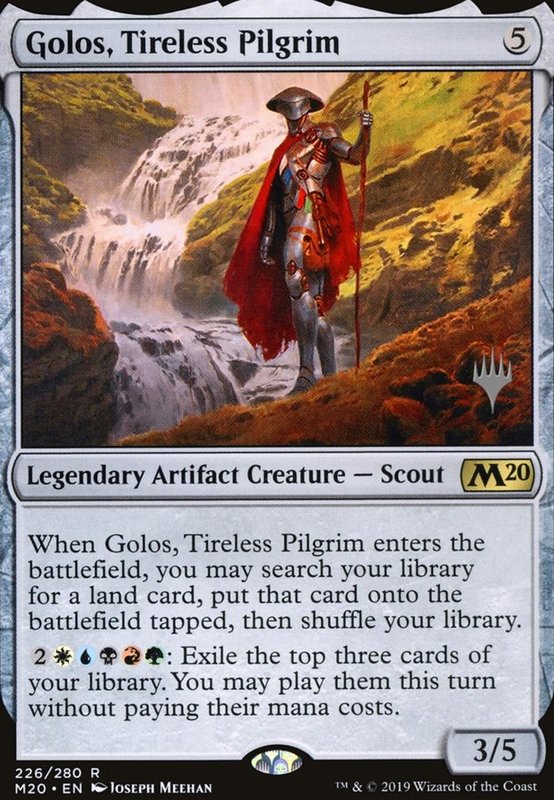 Golos, Tireless Pilgrim 5
Legendary Artifact Creature — Scout M20
When Golos, Tireless Pilgrim enters the
battlefield, you may search your library
for a land card, put that card onto the
battlefield tapped, then shuffle your library.
2: Exile the top three cards of
your library. You may play them this turn
without paying their mana costs.
3/5
226/280 R
M20 • EN Joseph Meehan
™ & © 2019 Wizards of the Coast